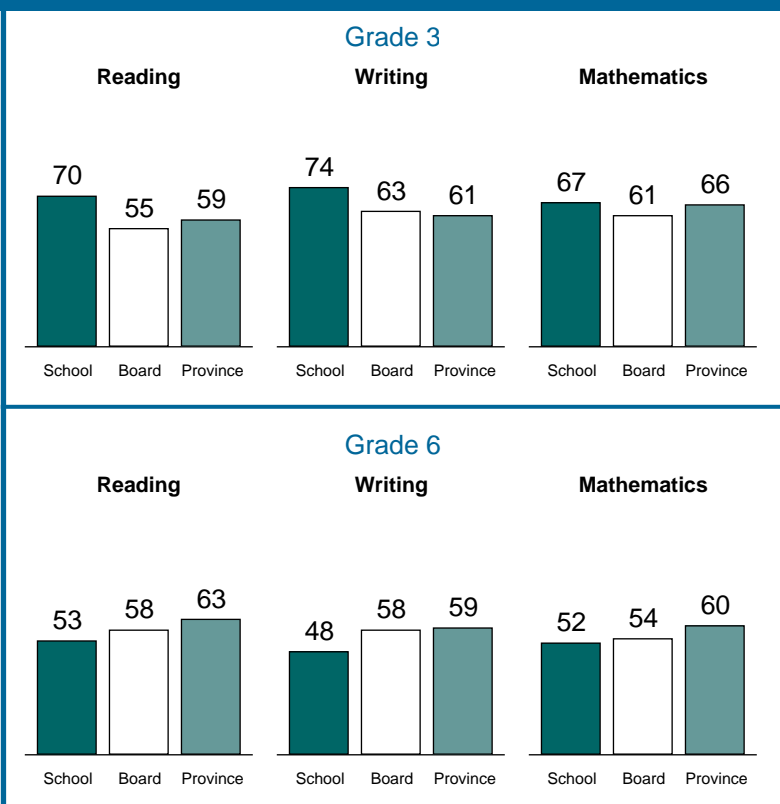 Grade 3
Reading Writing Mathematics
70 55 59 74 63 61 67 61 66
School Board Province School Board Province School Board Province
Grade 6
Reading Writing Mathematics
53 58 63 48 58 59 52 54 60
School Board Province School Board Province School Board Province